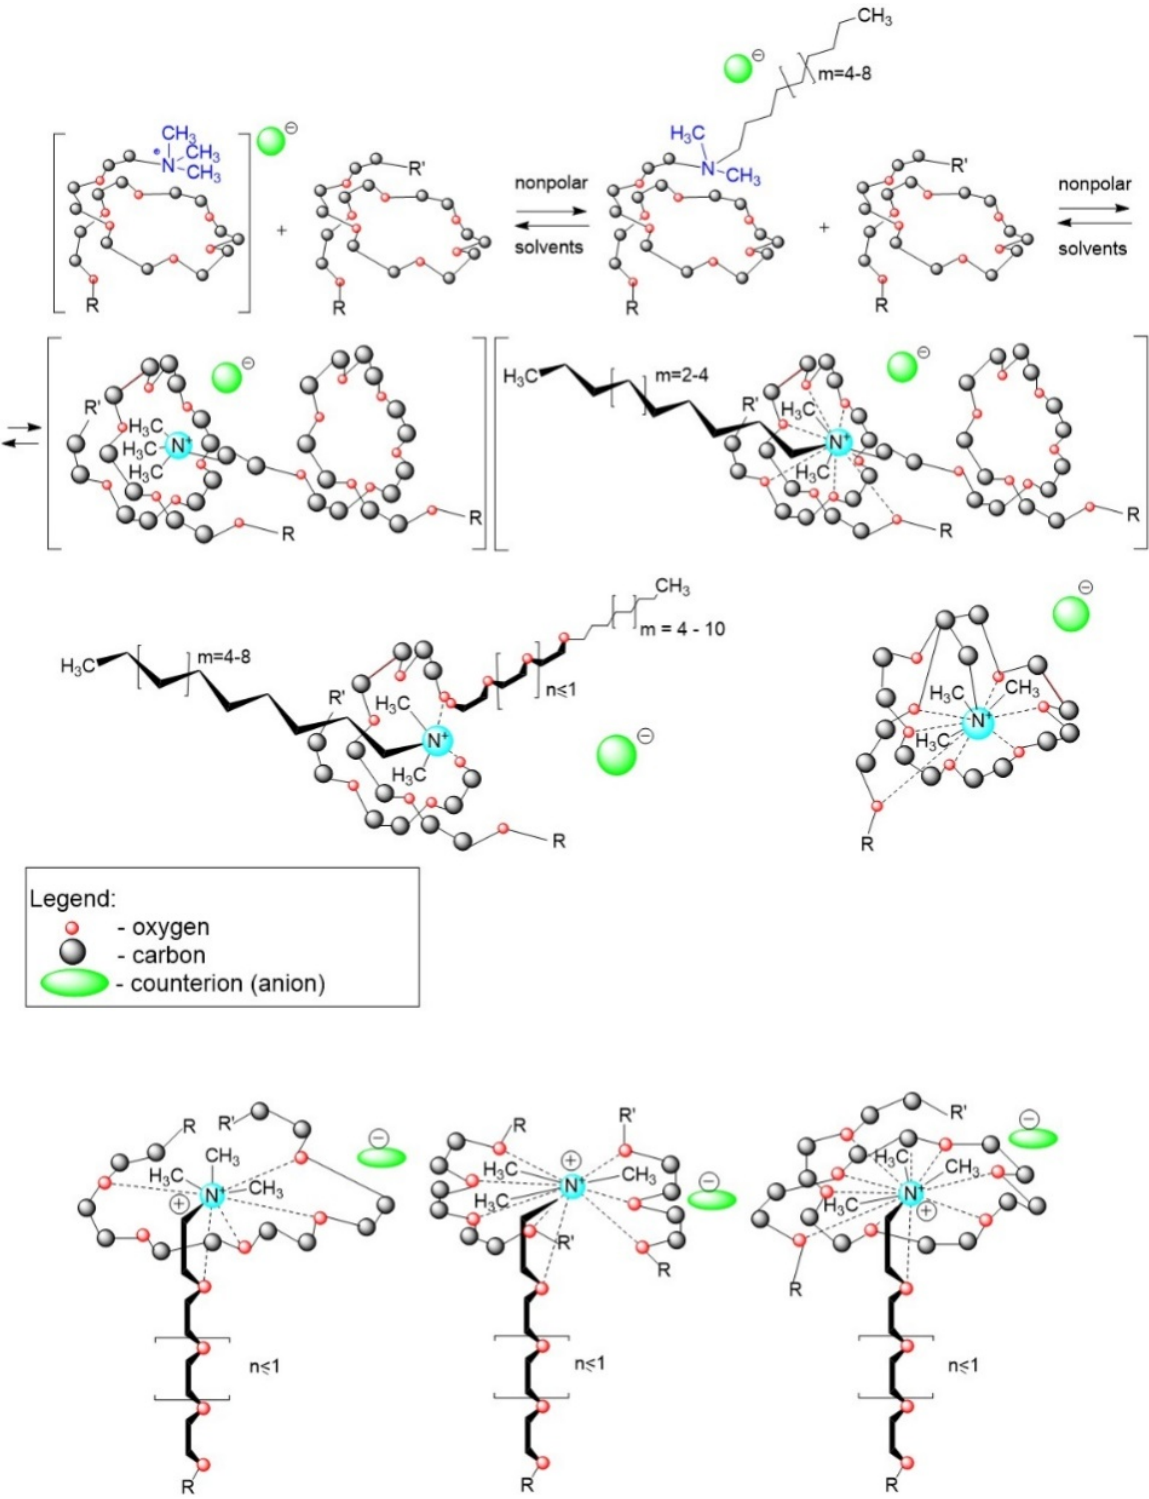 CH₃
⊖
m=4-8
CH₃
⊕
N
CH₃
CH₃
⊖
R'
R
+
nonpolar
solvents
H₃C
N
CH₃
R
+
R'
R
nonpolar
solvents
R'
H₃C
H₃C
N⁺
H₃C
⊖
R
R
H₃C
m=2-4
R'
H₃C
N⁺
H₃C
⊖
R
R
H₃C
m=4-8
R'
H₃C
N⁺
H₃C
CH₃
m = 4 - 10
n⩽1
⊖
R
⊖
H₃C
CH₃
N⁺
H₃C
R
Legend:
- oxygen
- carbon
- counterion (anion)
R
R'
CH₃
H₃C
N⁺
CH₃
⊕
⊖
n⩽1
R
R
R'
⊕
H₃C
N⁺
CH₃
H₃C
R'
R
⊖
n⩽1
R
R'
⊖
H₃C
CH₃
N⁺
H₃C
⊕
R
n⩽1
R